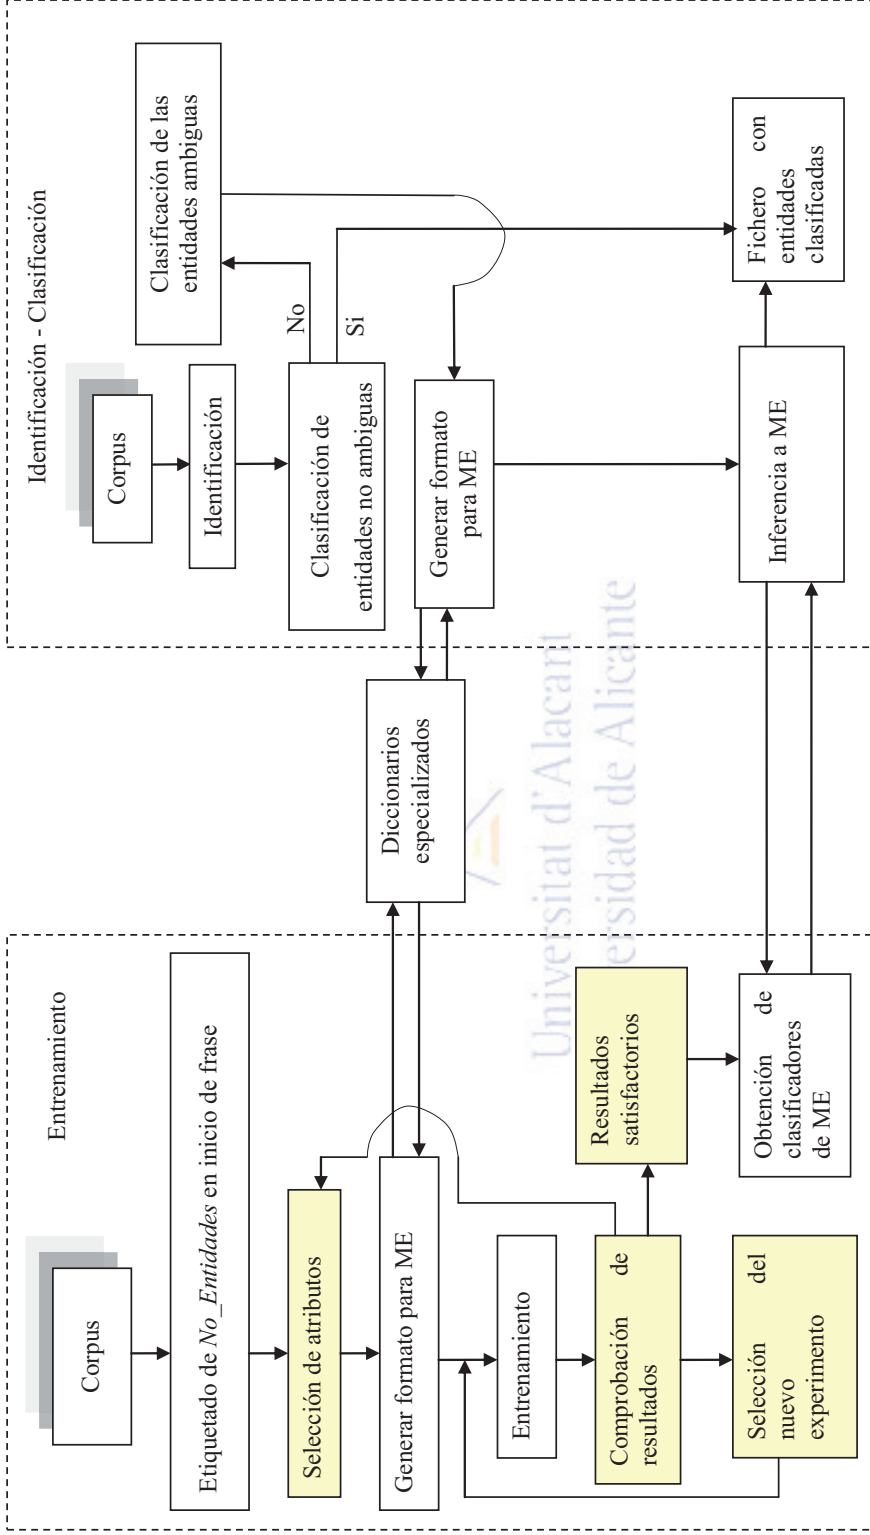 Entrenamiento
Corpus
Etiquetado de No_Entidades en inicio de frase
Selección de atributos
Generar formato para ME
Entrenamiento
Comprobación de
resultados
Selección del
nuevo
experimento
Resultados
satisfactorios
Obtención de
clasificadores
de ME
Diccionarios
especializados
Universitat d'Alacant
ersidad de Alicante
Identificación - Clasificación
Corpus
Identificación
Clasificación de
entidades no ambiguas
No
Si
Clasificación de las
entidades ambiguas
Generar formato
para ME
Inferencia a ME
Fichero con
entidades
clasificadas